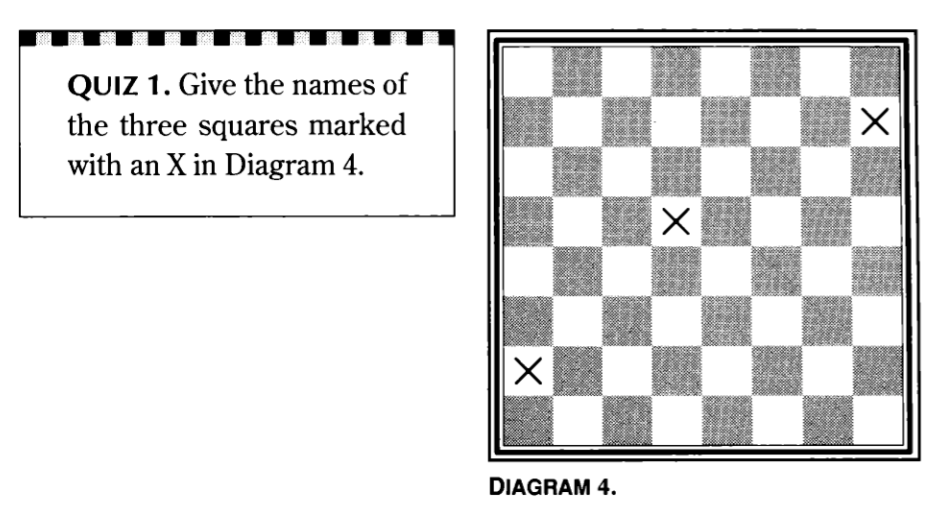 QUIZ 1. Give the names of
the three squares marked
with an X in Diagram 4.
DIAGRAM 4.